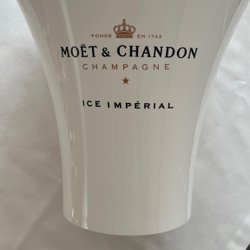 FONDÉ EN 1743
MOËT & CHANDON
CHAMPAGNE
ICE IMPÉRIAL